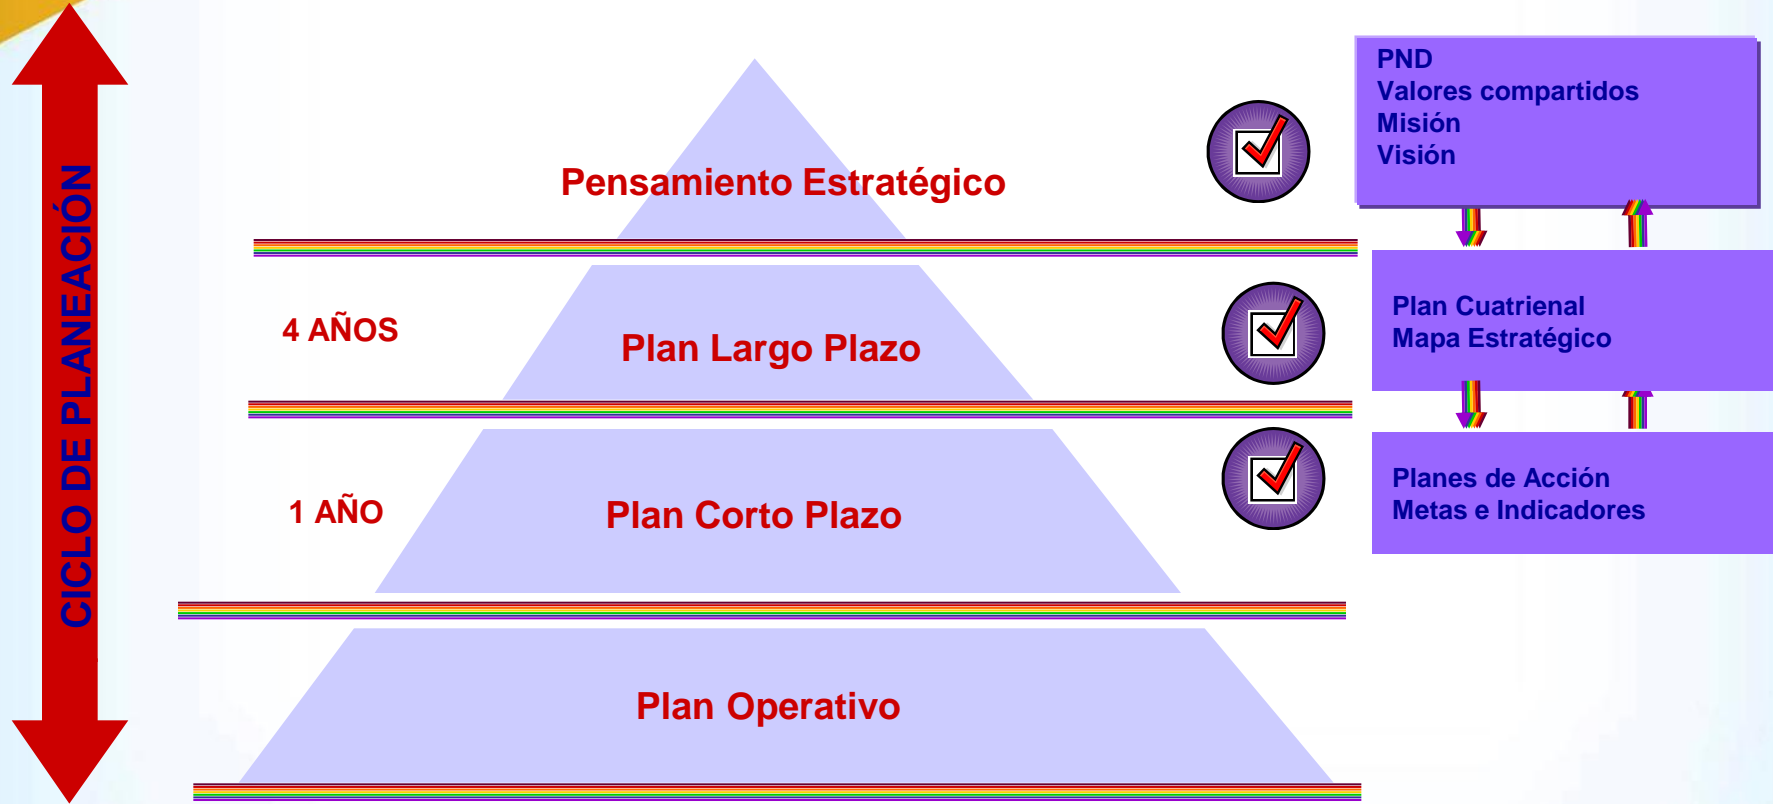 CICLO DE PLANEACIÓN
Pensamiento Estratégico
PND
Valores compartidos
Misión
Visión
4 AÑOS
Plan Largo Plazo
Plan Cuatrienal
Mapa Estratégico
1 AÑO
Plan Corto Plazo
Planes de Acción
Metas e Indicadores
Plan Operativo